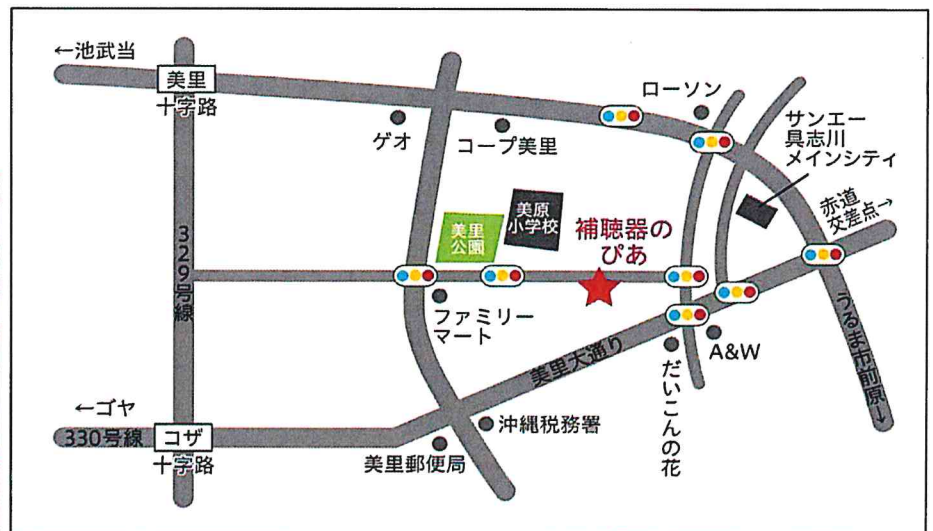 ←池武当
美里
十字路
ゲオ
コープ美里
ローソン
サンエー
具志川
メインシティ
赤道
交差点→
美里
公園
美原
小学校
補聴器の
ぴあ
329号線
ファミリー
マート
美里大通り
A&W
だいこんの花
うるま市前原→
←ゴヤ
330号線
コザ
十字路
沖縄税務署
美里郵便局